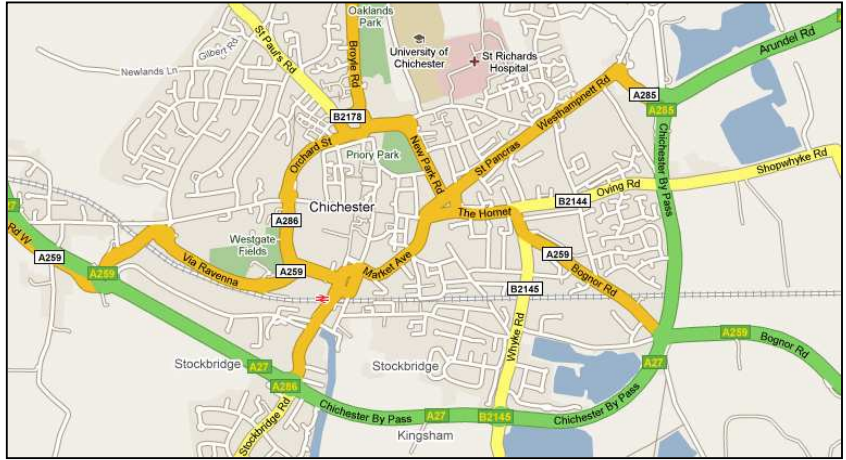 Oaklands
Park
St Paul's Rd
Gilbert Rd
Newlands Ln
Broyle Rd
University of
Chichester
St Richards
Hospital
Arundel Rd
A285
A285
Westhampnett Rd
B2178
Orchard St
Priory Park
New Park Rd
St Pancras
Chichester By Pass
Shopwhyke Rd
Oving Rd
B2144
The Hornet
Chichester
A286
Westgate
Fields
A259
Market Ave
Via Ravenna
Rd W
A259
A259
A259
Bognor Rd
B2145
Whyke Rd
A259
Bognor Rd
A27
Stockbridge
A27
A286
Stockbridge
Stockbridge Rd
Chichester By Pass
A27
B2145
Chichester By Pass
Kingsham